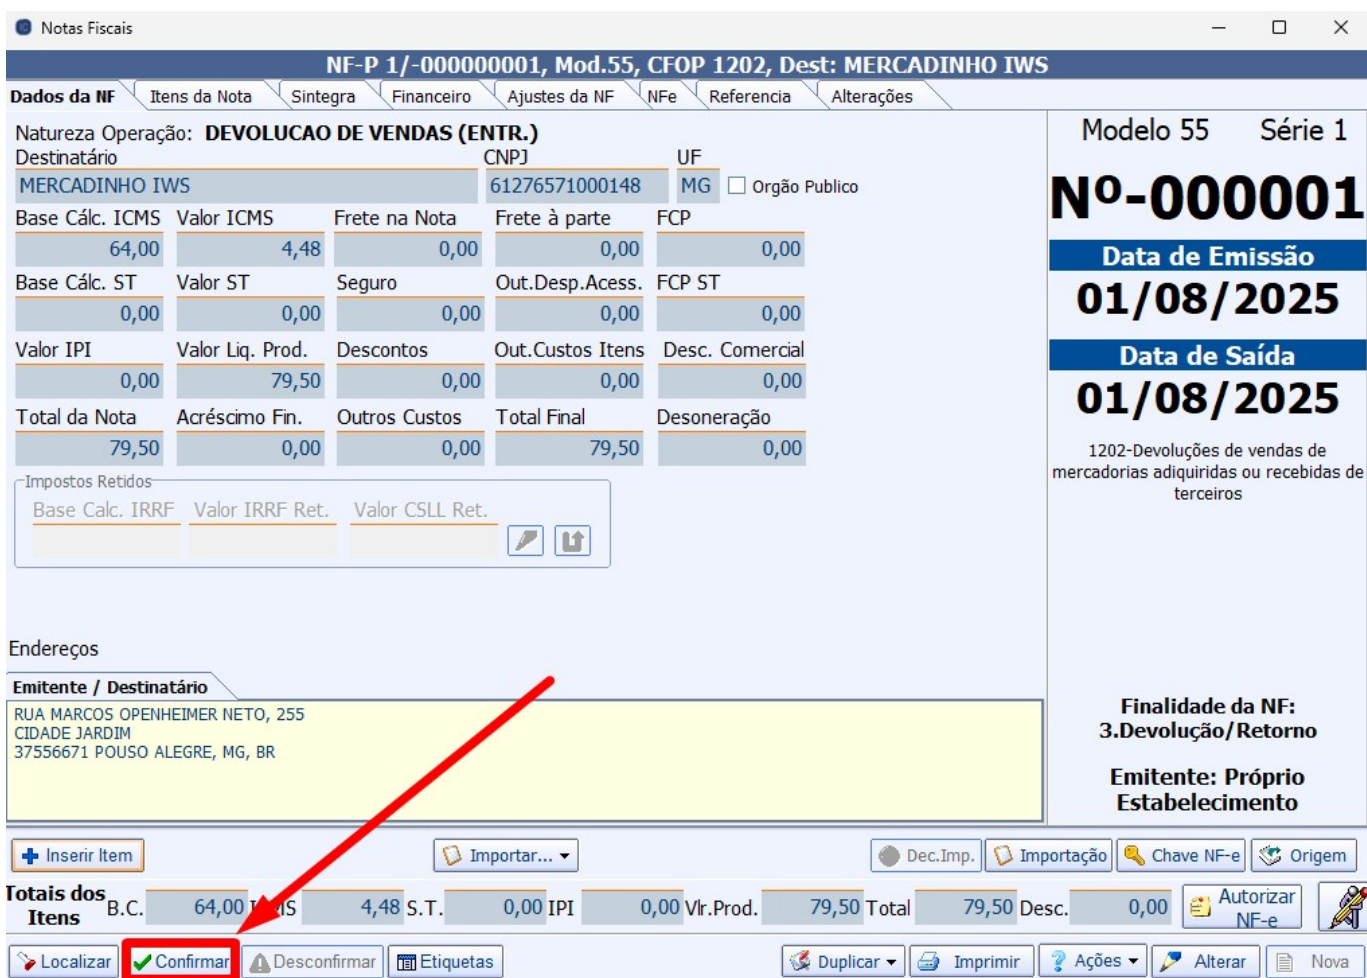 Notas Fiscais
NF-P 1/-000000001, Mod.55, CFOP 1202, Dest: MERCADINHO IWS
Dados da NF Itens da Nota Sintegra Financeiro Ajustes da NF NFe Referencia Alterações
Natureza Operação: DEVOLUCAO DE VENDAS (ENTR.)
Destinatário CNPJ UF
MERCADINHO IWS 61276571000148 MG Orgão Publico
Base Cálc. ICMS Valor ICMS Frete na Nota Frete à parte FCP
64,00 4,48 0,00 0,00 0,00
Base Cálc. ST Valor ST Seguro Out.Desp.Acess. FCP ST
0,00 0,00 0,00 0,00 0,00
Valor IPI Valor Liq. Prod. Descontos Out.Custos Itens Desc. Comercial
0,00 79,50 0,00 0,00 0,00
Total da Nota Acréscimo Fin. Outros Custos Total Final Desoneração
79,50 0,00 0,00 79,50 0,00
Impostos Retidos
Base Calc. IRRF Valor IRRF Ret. Valor CSLL Ret.
Endereços
Emitente / Destinatário
RUA MARCOS OPENHEIMER NETO, 255
CIDADE JARDIM
37556671 POUSO ALEGRE, MG, BR
Modelo 55 Série 1
Nº-000001
Data de Emissão
01/08/2025
Data de Saída
01/08/2025
1202-Devoluções de vendas de
mercadorias adiquiridas ou recebidas de
terceiros
Finalidade da NF:
3.Devolução/Retorno
Emitente: Próprio
Estabelecimento
Inserir Item Importar... Dec.Imp. Importação Chave NF-e Origem
Totais dos
Itens B.C. 64,00 4,48 S.T. 0,00 IPI 0,00 Vlr.Prod. 79,50 Total 79,50 Desc. 0,00 Autorizar
NF-e
Localizar Confirmar Desconfirmar Etiquetas Duplicar Imprimir Ações Alterar Nova